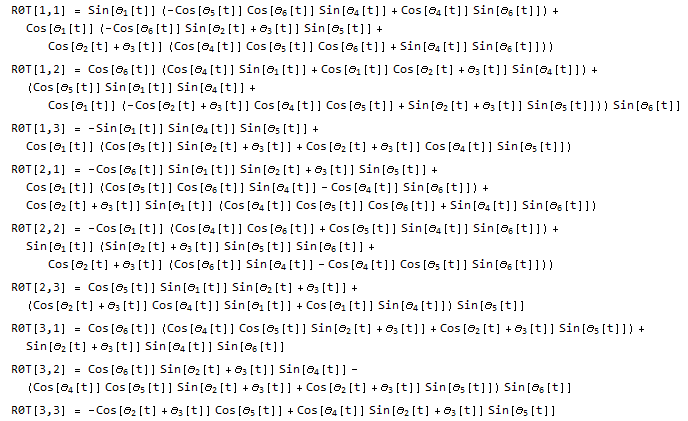 R0T[1,1] = Sin[θ₁[t]] (-Cos[θ₅[t]] Cos[θ₆[t]] Sin[θ₄[t]] + Cos[θ₄[t]] Sin[θ₆[t]]) +
Cos[θ₁[t]] (-Cos[θ₆[t]] Sin[θ₂[t] + θ₃[t]] Sin[θ₅[t]] +
Cos[θ₂[t] + θ₃[t]] (Cos[θ₄[t]] Cos[θ₅[t]] Cos[θ₆[t]] + Sin[θ₄[t]] Sin[θ₆[t]]))
R0T[1,2] = Cos[θ₆[t]] (Cos[θ₄[t]] Sin[θ₁[t]] + Cos[θ₁[t]] Cos[θ₂[t] + θ₃[t]] Sin[θ₄[t]]) +
(Cos[θ₅[t]] Sin[θ₁[t]] Sin[θ₄[t]] +
Cos[θ₁[t]] (-Cos[θ₂[t] + θ₃[t]] Cos[θ₄[t]] Cos[θ₅[t]] + Sin[θ₂[t] + θ₃[t]] Sin[θ₅[t]])) Sin[θ₆[t]]
R0T[1,3] = -Sin[θ₁[t]] Sin[θ₄[t]] Sin[θ₅[t]] +
Cos[θ₁[t]] (Cos[θ₅[t]] Sin[θ₂[t] + θ₃[t]] + Cos[θ₂[t] + θ₃[t]] Cos[θ₄[t]] Sin[θ₅[t]])
R0T[2,1] = -Cos[θ₆[t]] Sin[θ₁[t]] Sin[θ₂[t] + θ₃[t]] Sin[θ₅[t]] +
Cos[θ₁[t]] (Cos[θ₅[t]] Cos[θ₆[t]] Sin[θ₄[t]] - Cos[θ₄[t]] Sin[θ₆[t]]) +
Cos[θ₂[t] + θ₃[t]] Sin[θ₁[t]] (Cos[θ₄[t]] Cos[θ₅[t]] Cos[θ₆[t]] + Sin[θ₄[t]] Sin[θ₆[t]])
R0T[2,2] = -Cos[θ₁[t]] (Cos[θ₄[t]] Cos[θ₆[t]] + Cos[θ₅[t]] Sin[θ₄[t]] Sin[θ₆[t]]) +
Sin[θ₁[t]] (Sin[θ₂[t] + θ₃[t]] Sin[θ₅[t]] Sin[θ₆[t]] +
Cos[θ₂[t] + θ₃[t]] (Cos[θ₆[t]] Sin[θ₄[t]] - Cos[θ₄[t]] Cos[θ₅[t]] Sin[θ₆[t]]))
R0T[2,3] = Cos[θ₅[t]] Sin[θ₁[t]] Sin[θ₂[t] + θ₃[t]] +
(Cos[θ₂[t] + θ₃[t]] Cos[θ₄[t]] Sin[θ₁[t]] + Cos[θ₁[t]] Sin[θ₄[t]]) Sin[θ₅[t]]
R0T[3,1] = Cos[θ₆[t]] (Cos[θ₄[t]] Cos[θ₅[t]] Sin[θ₂[t] + θ₃[t]] + Cos[θ₂[t] + θ₃[t]] Sin[θ₅[t]]) +
Sin[θ₂[t] + θ₃[t]] Sin[θ₄[t]] Sin[θ₆[t]]
R0T[3,2] = Cos[θ₆[t]] Sin[θ₂[t] + θ₃[t]] Sin[θ₄[t]] -
(Cos[θ₄[t]] Cos[θ₅[t]] Sin[θ₂[t] + θ₃[t]] + Cos[θ₂[t] + θ₃[t]] Sin[θ₅[t]]) Sin[θ₆[t]]
R0T[3,3] = -Cos[θ₂[t] + θ₃[t]] Cos[θ₅[t]] + Cos[θ₄[t]] Sin[θ₂[t] + θ₃[t]] Sin[θ₅[t]]